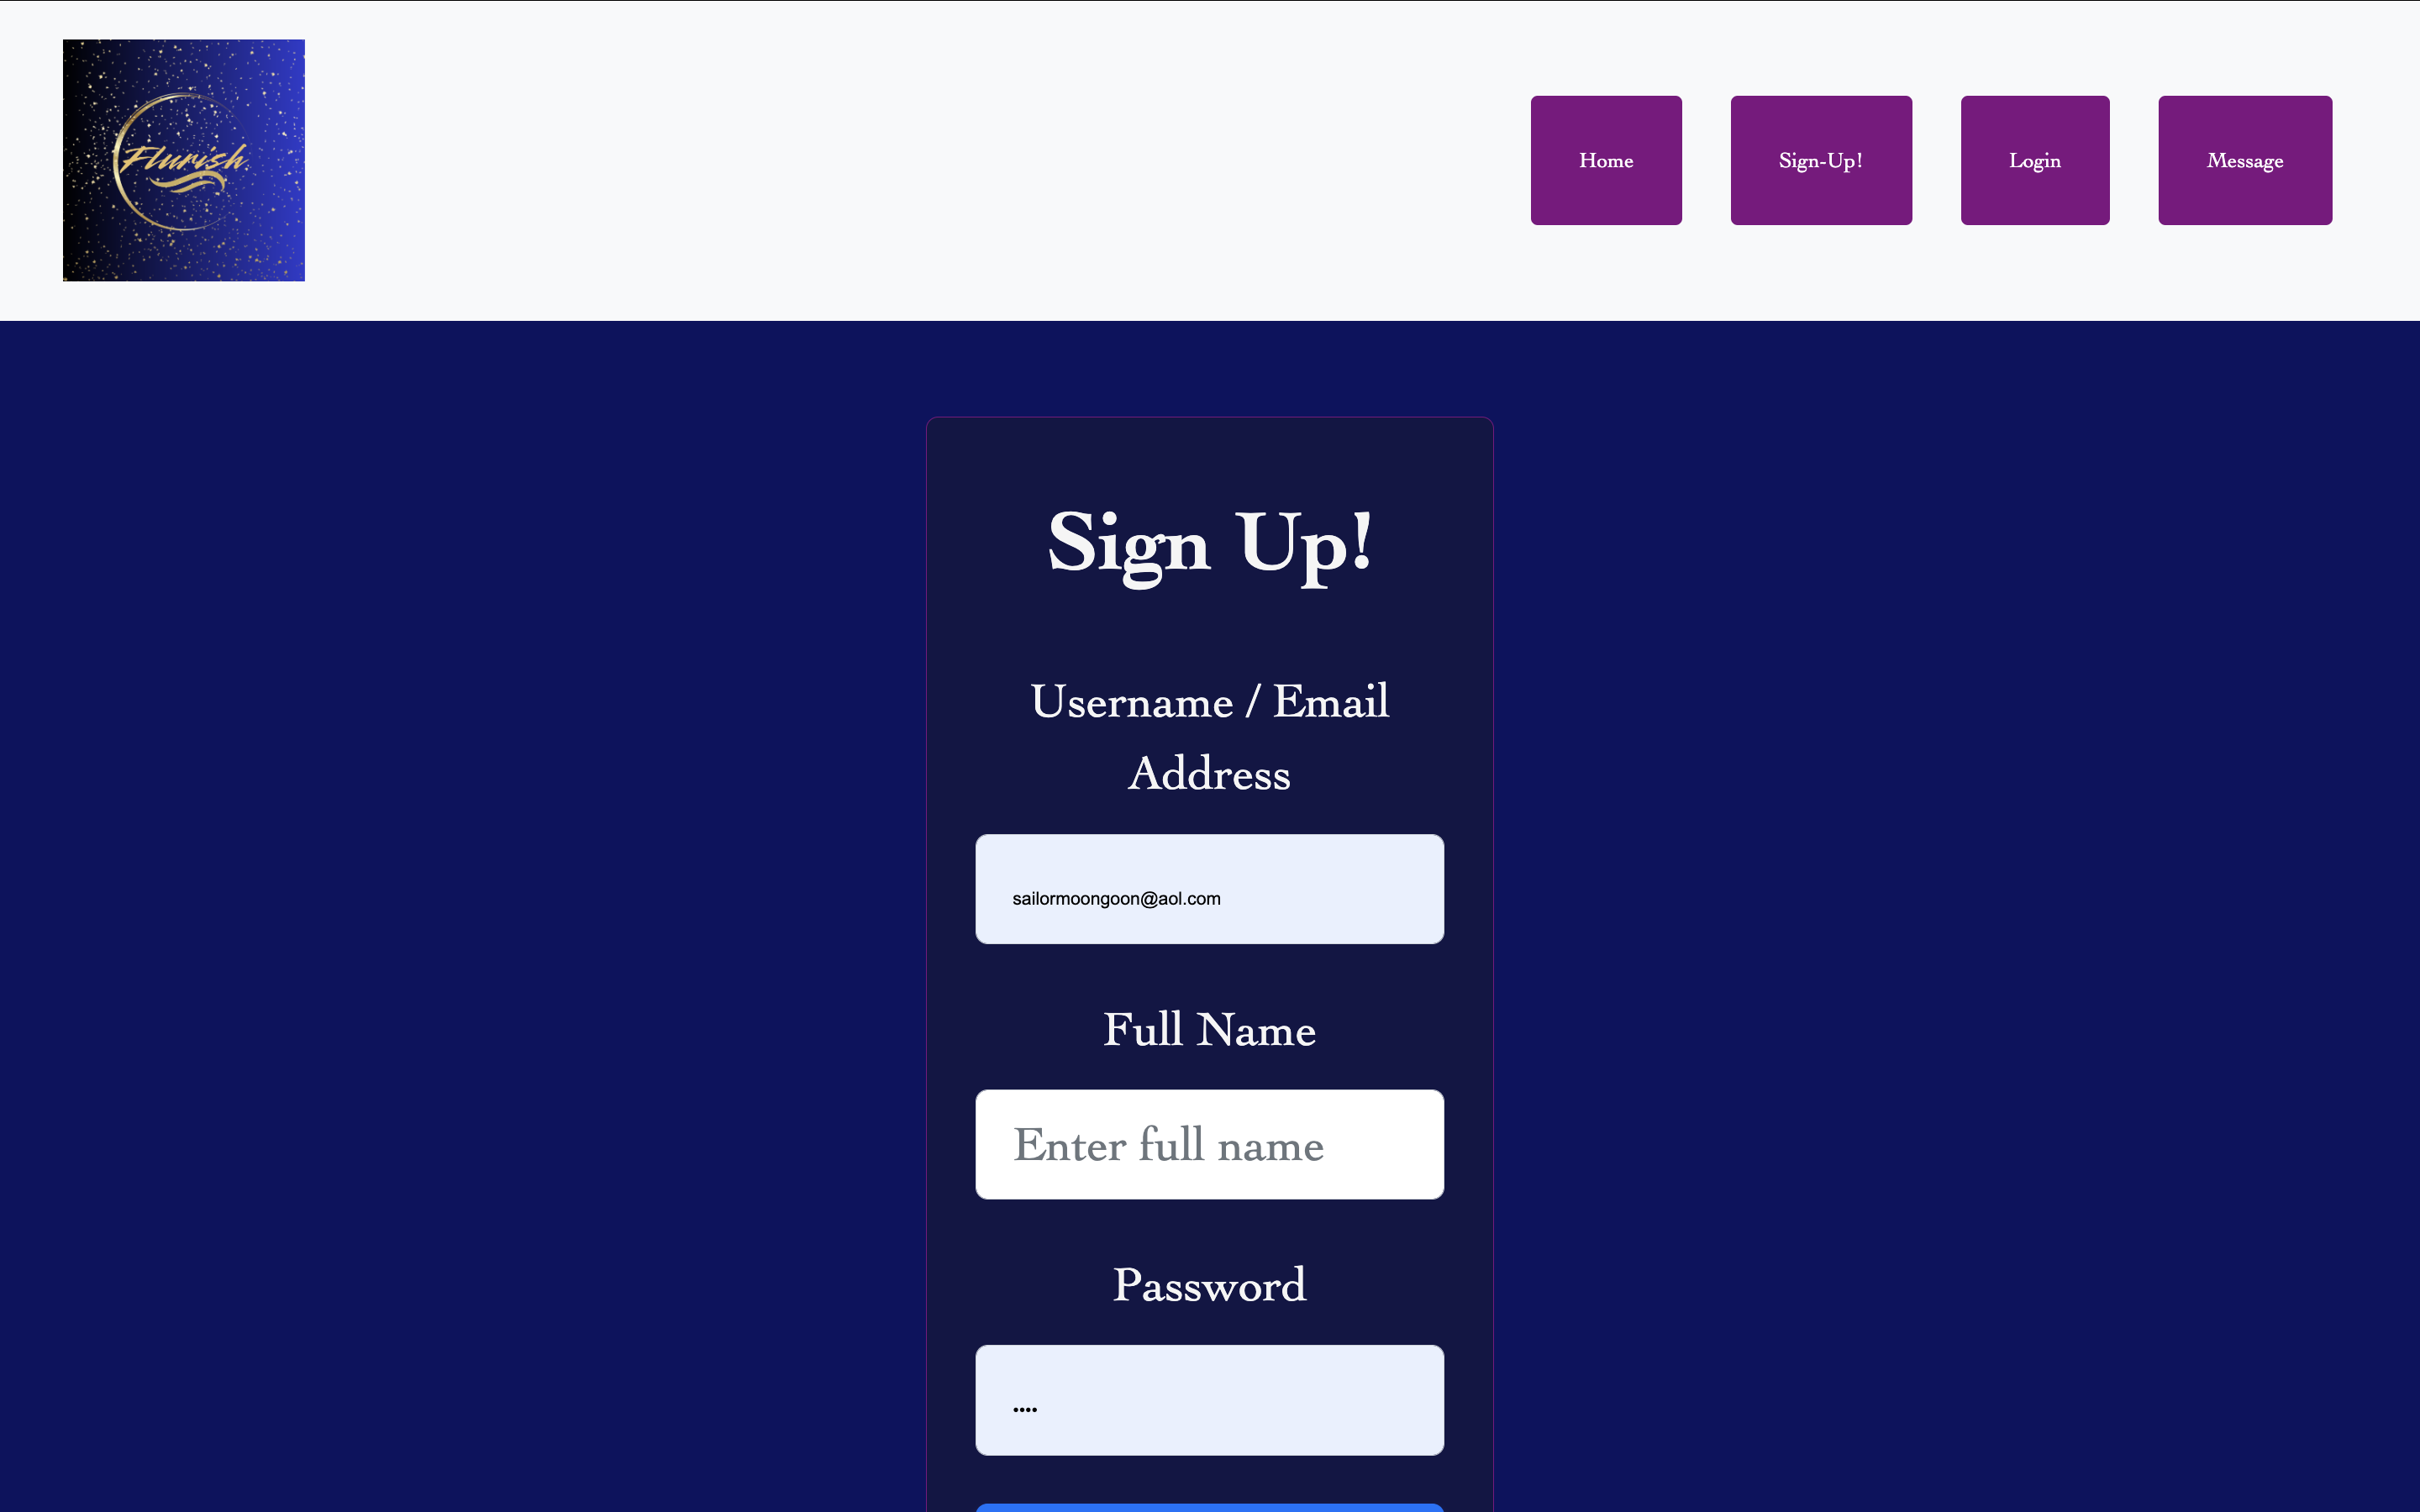 Flurish
Home
Sign-Up!
Login
Message
Sign Up!
Username / Email
Address
sailormoongoon@aol.com
Full Name
Enter full name
Password
••••